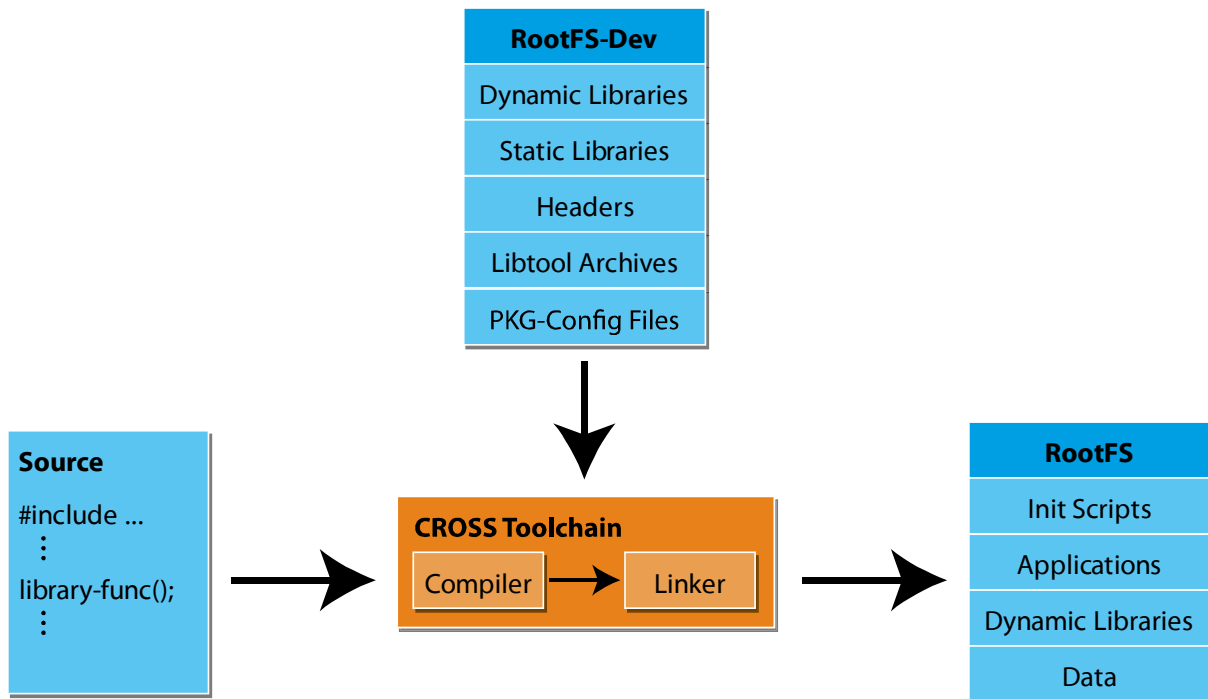 RootFS-Dev
Dynamic Libraries
Static Libraries
Headers
Libtool Archives
PKG-Config Files
Source
#include ...
⋮
library-func();
⋮
CROSS Toolchain
Compiler
Linker
RootFS
Init Scripts
Applications
Dynamic Libraries
Data